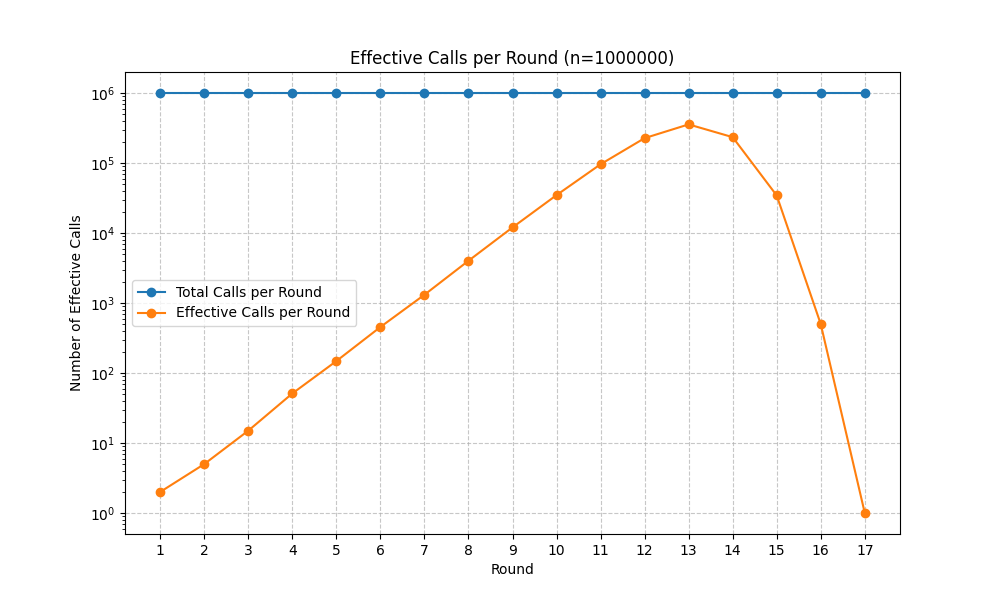 Effective Calls per Round (n=1000000)
Number of Effective Calls
10^6
10^5
10^4
10^3
10^2
10^1
10^0
Total Calls per Round
Effective Calls per Round
1 2 3 4 5 6 7 8 9 10 11 12 13 14 15 16 17
Round